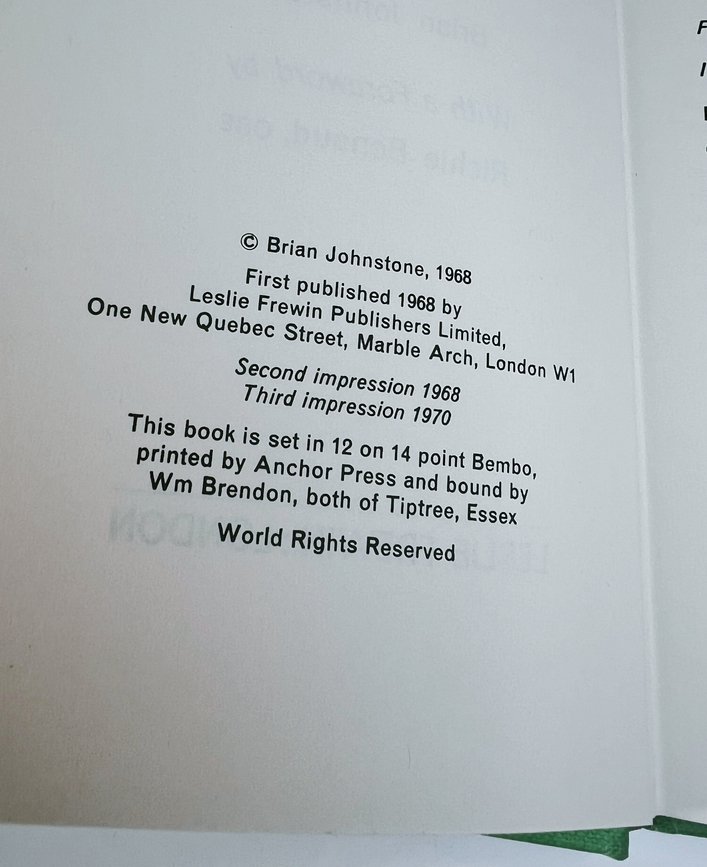 © Brian Johnstone, 1968
First published 1968 by
Leslie Frewin Publishers Limited,
One New Quebec Street, Marble Arch, London W1
Second impression 1968
Third impression 1970
This book is set in 12 on 14 point Bembo,
printed by Anchor Press and bound by
Wm Brendon, both of Tiptree, Essex
World Rights Reserved